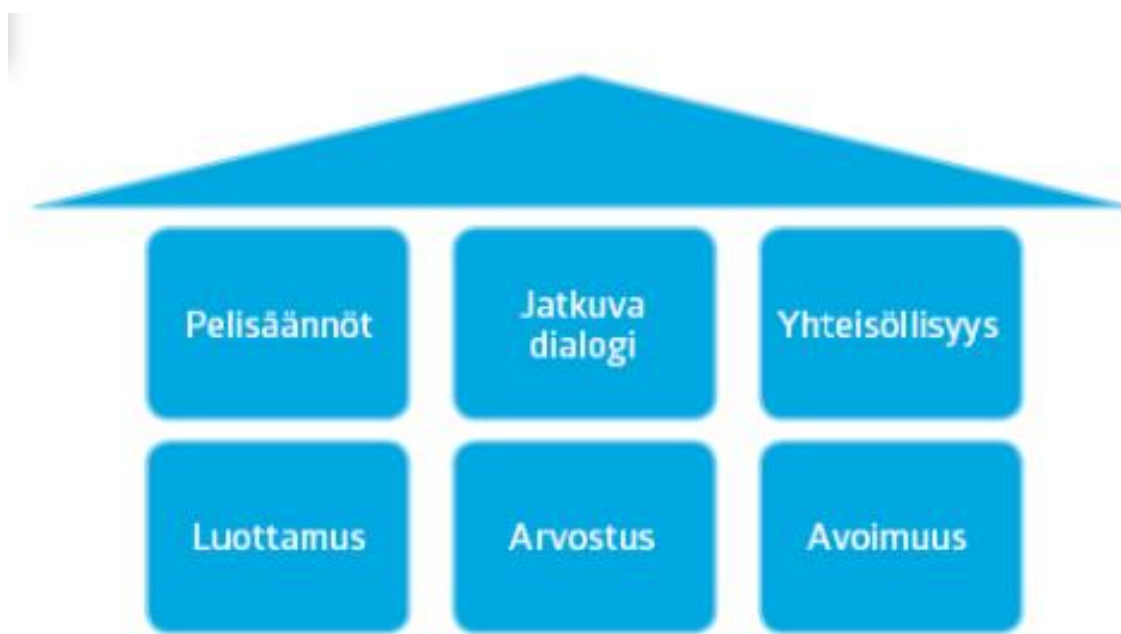 Pelisäännöt
Jatkuva
dialogi
Yhteisöllisyys
Luottamus
Arvostus
Avoimuus